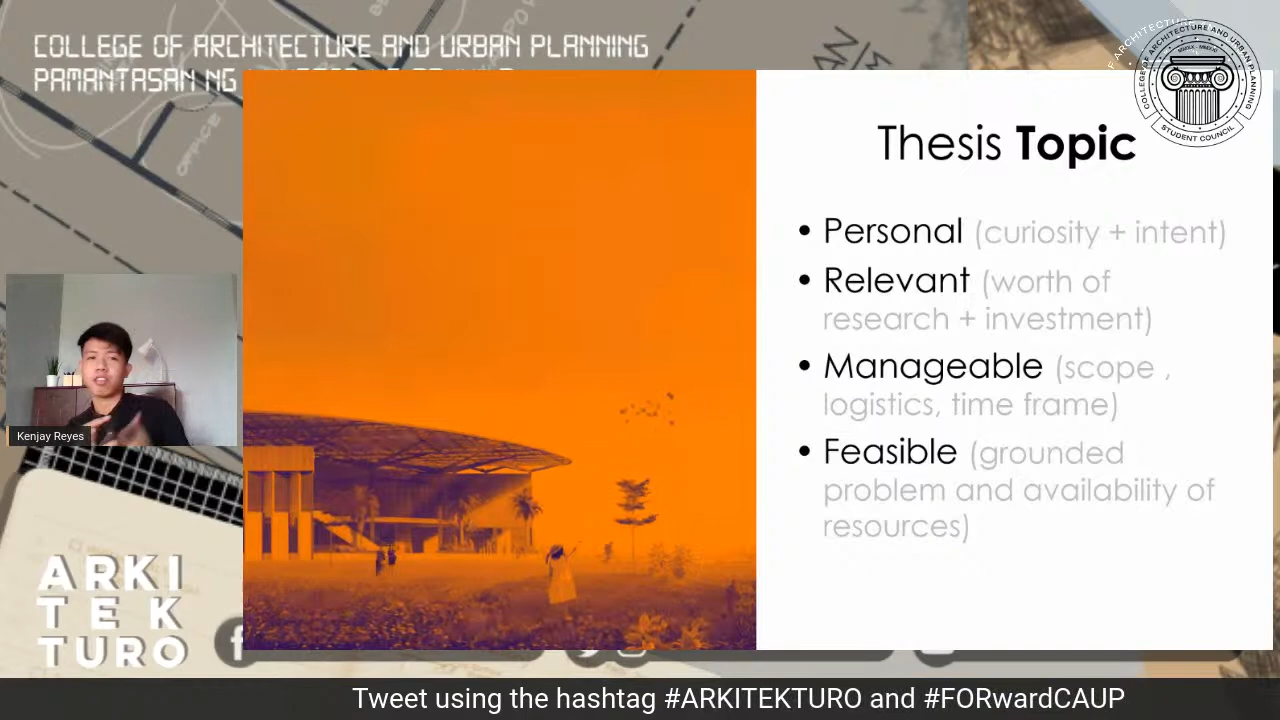 COLLEGE OF ARCHITECTURE AND URBAN PLANNING
PAMANTASAN NG
OFFICE
COLLEGE OF ARCHITECTURE AND URBAN PLANNING
STUDENT COUNCIL
Thesis Topic
• Personal (curiosity + intent)
• Relevant (worth of
research + investment)
• Manageable (scope ,
logistics, time frame)
• Feasible (grounded
problem and availability of
resources)
Kenjay Reyes
ARKI
TEK
TURO
f
Tweet using the hashtag #ARKITEKTURO and #FORwardCAUP